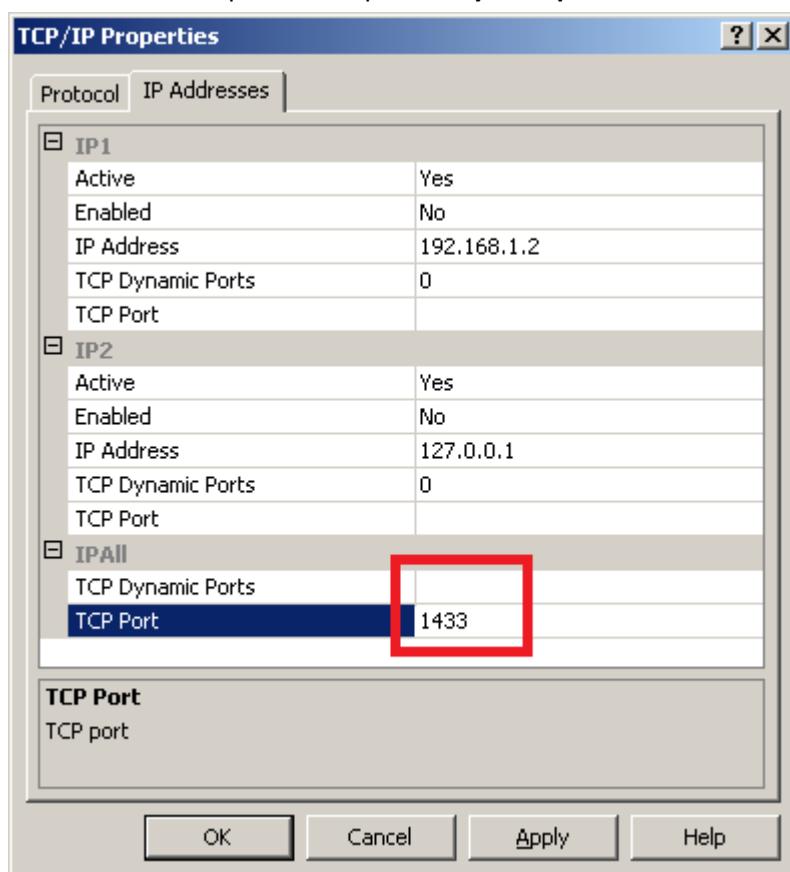 TCP/IP Properties
Protocol IP Addresses
IP1
Active Yes
Enabled No
IP Address 192.168.1.2
TCP Dynamic Ports 0
TCP Port
IP2
Active Yes
Enabled No
IP Address 127.0.0.1
TCP Dynamic Ports 0
TCP Port
IPAll
TCP Dynamic Ports
TCP Port 1433
TCP Port
TCP port
OK Cancel Apply Help